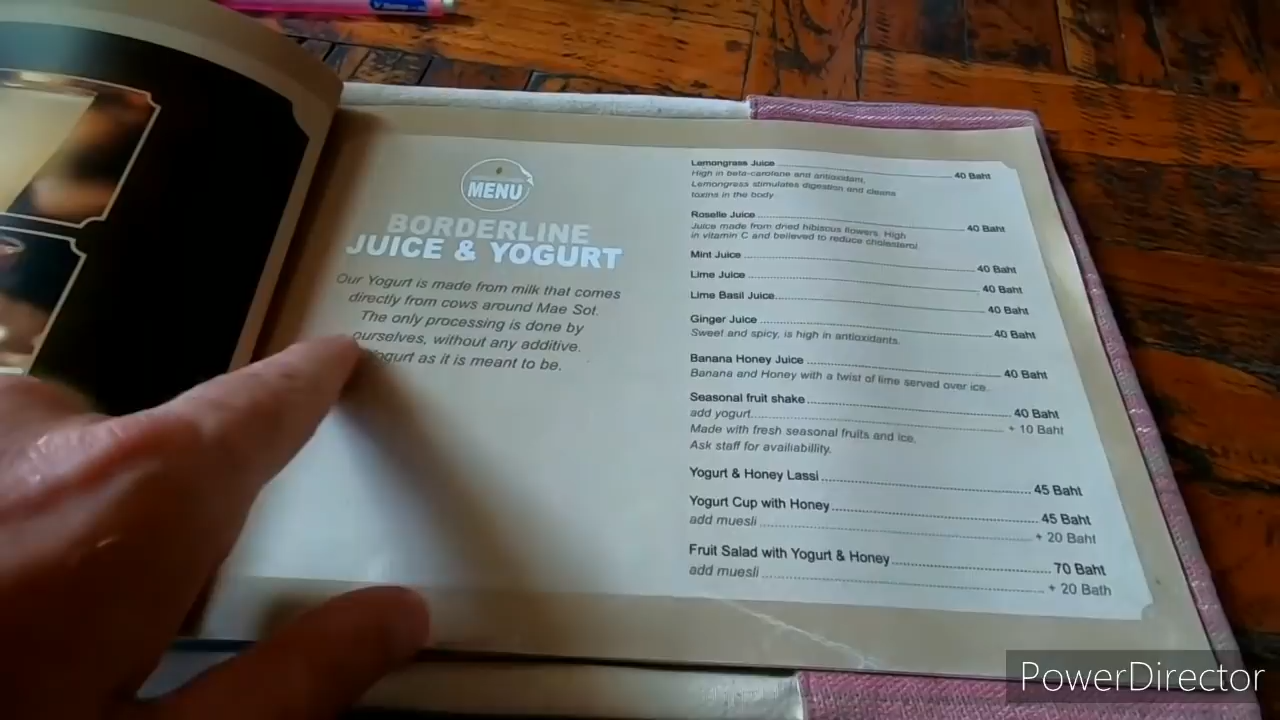 MENU
BORDERLINE
JUICE & YOGURT
Our Yogurt is made from milk that comes
directly from cows around Mae Sot.
The only processing is done by
ourselves, without any additive.
Yogurt as it is meant to be.
Lemongrass Juice 40 Baht
High in beta-carotene and antioxidant,
Lemongrass stimulates digestion and cleans
toxins in the body
Roselle Juice 40 Baht
Juice made from dried hibiscus flowers. High
in vitamin C and believed to reduce cholesterol
Mint Juice 40 Baht
Lime Juice 40 Baht
Lime Basil Juice 40 Baht
Ginger Juice 40 Baht
Sweet and spicy, is high in antioxidants.
Banana Honey Juice 40 Baht
Banana and Honey with a twist of lime served over ice.
Seasonal fruit shake 40 Baht
add yogurt + 10 Baht
Made with fresh seasonal fruits and ice,
Ask staff for availiabillity.
Yogurt & Honey Lassi 45 Baht
Yogurt Cup with Honey 45 Baht
add muesli + 20 Baht
Fruit Salad with Yogurt & Honey 70 Baht
add muesli + 20 Bath
PowerDirector